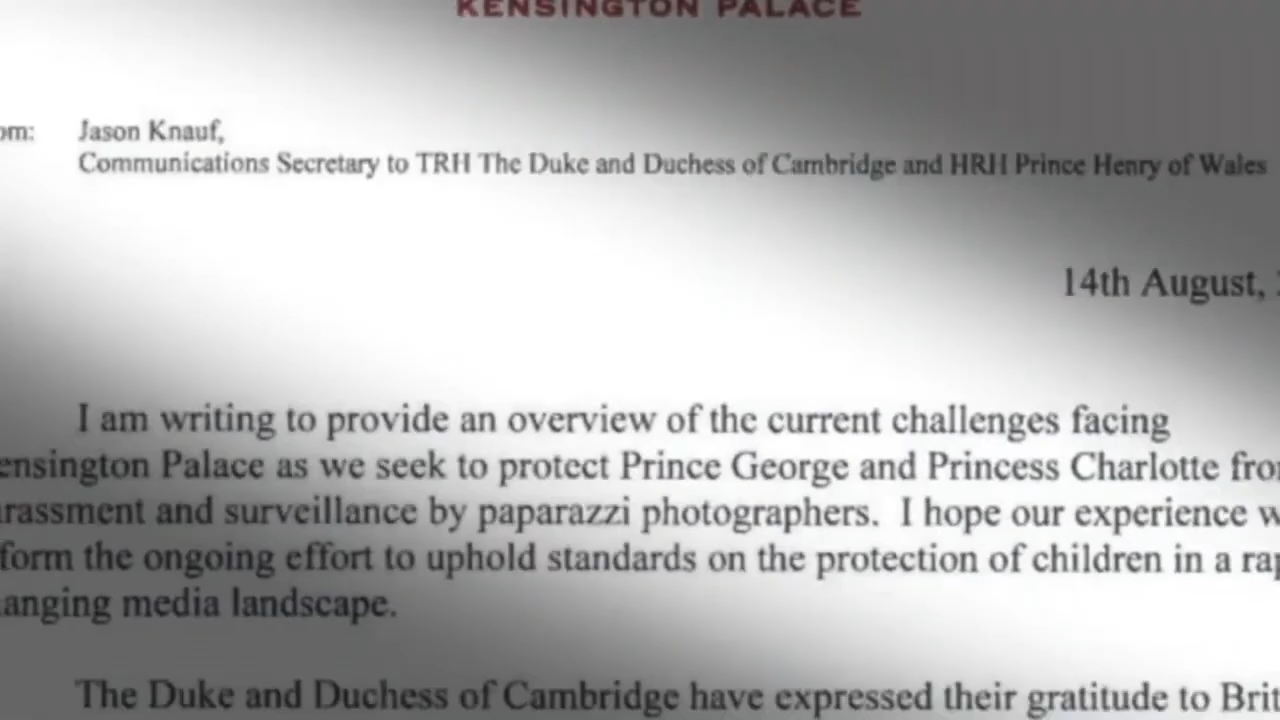 KENSINGTON PALACE
om: Jason Knauf,
Communications Secretary to TRH The Duke and Duchess of Cambridge and HRH Prince Henry of Wales
14th August,
I am writing to provide an overview of the current challenges facing
ensington Palace as we seek to protect Prince George and Princess Charlotte fro
rassment and surveillance by paparazzi photographers. I hope our experience w
form the ongoing effort to uphold standards on the protection of children in a rap
anging media landscape.
The Duke and Duchess of Cambridge have expressed their gratitude to Brit